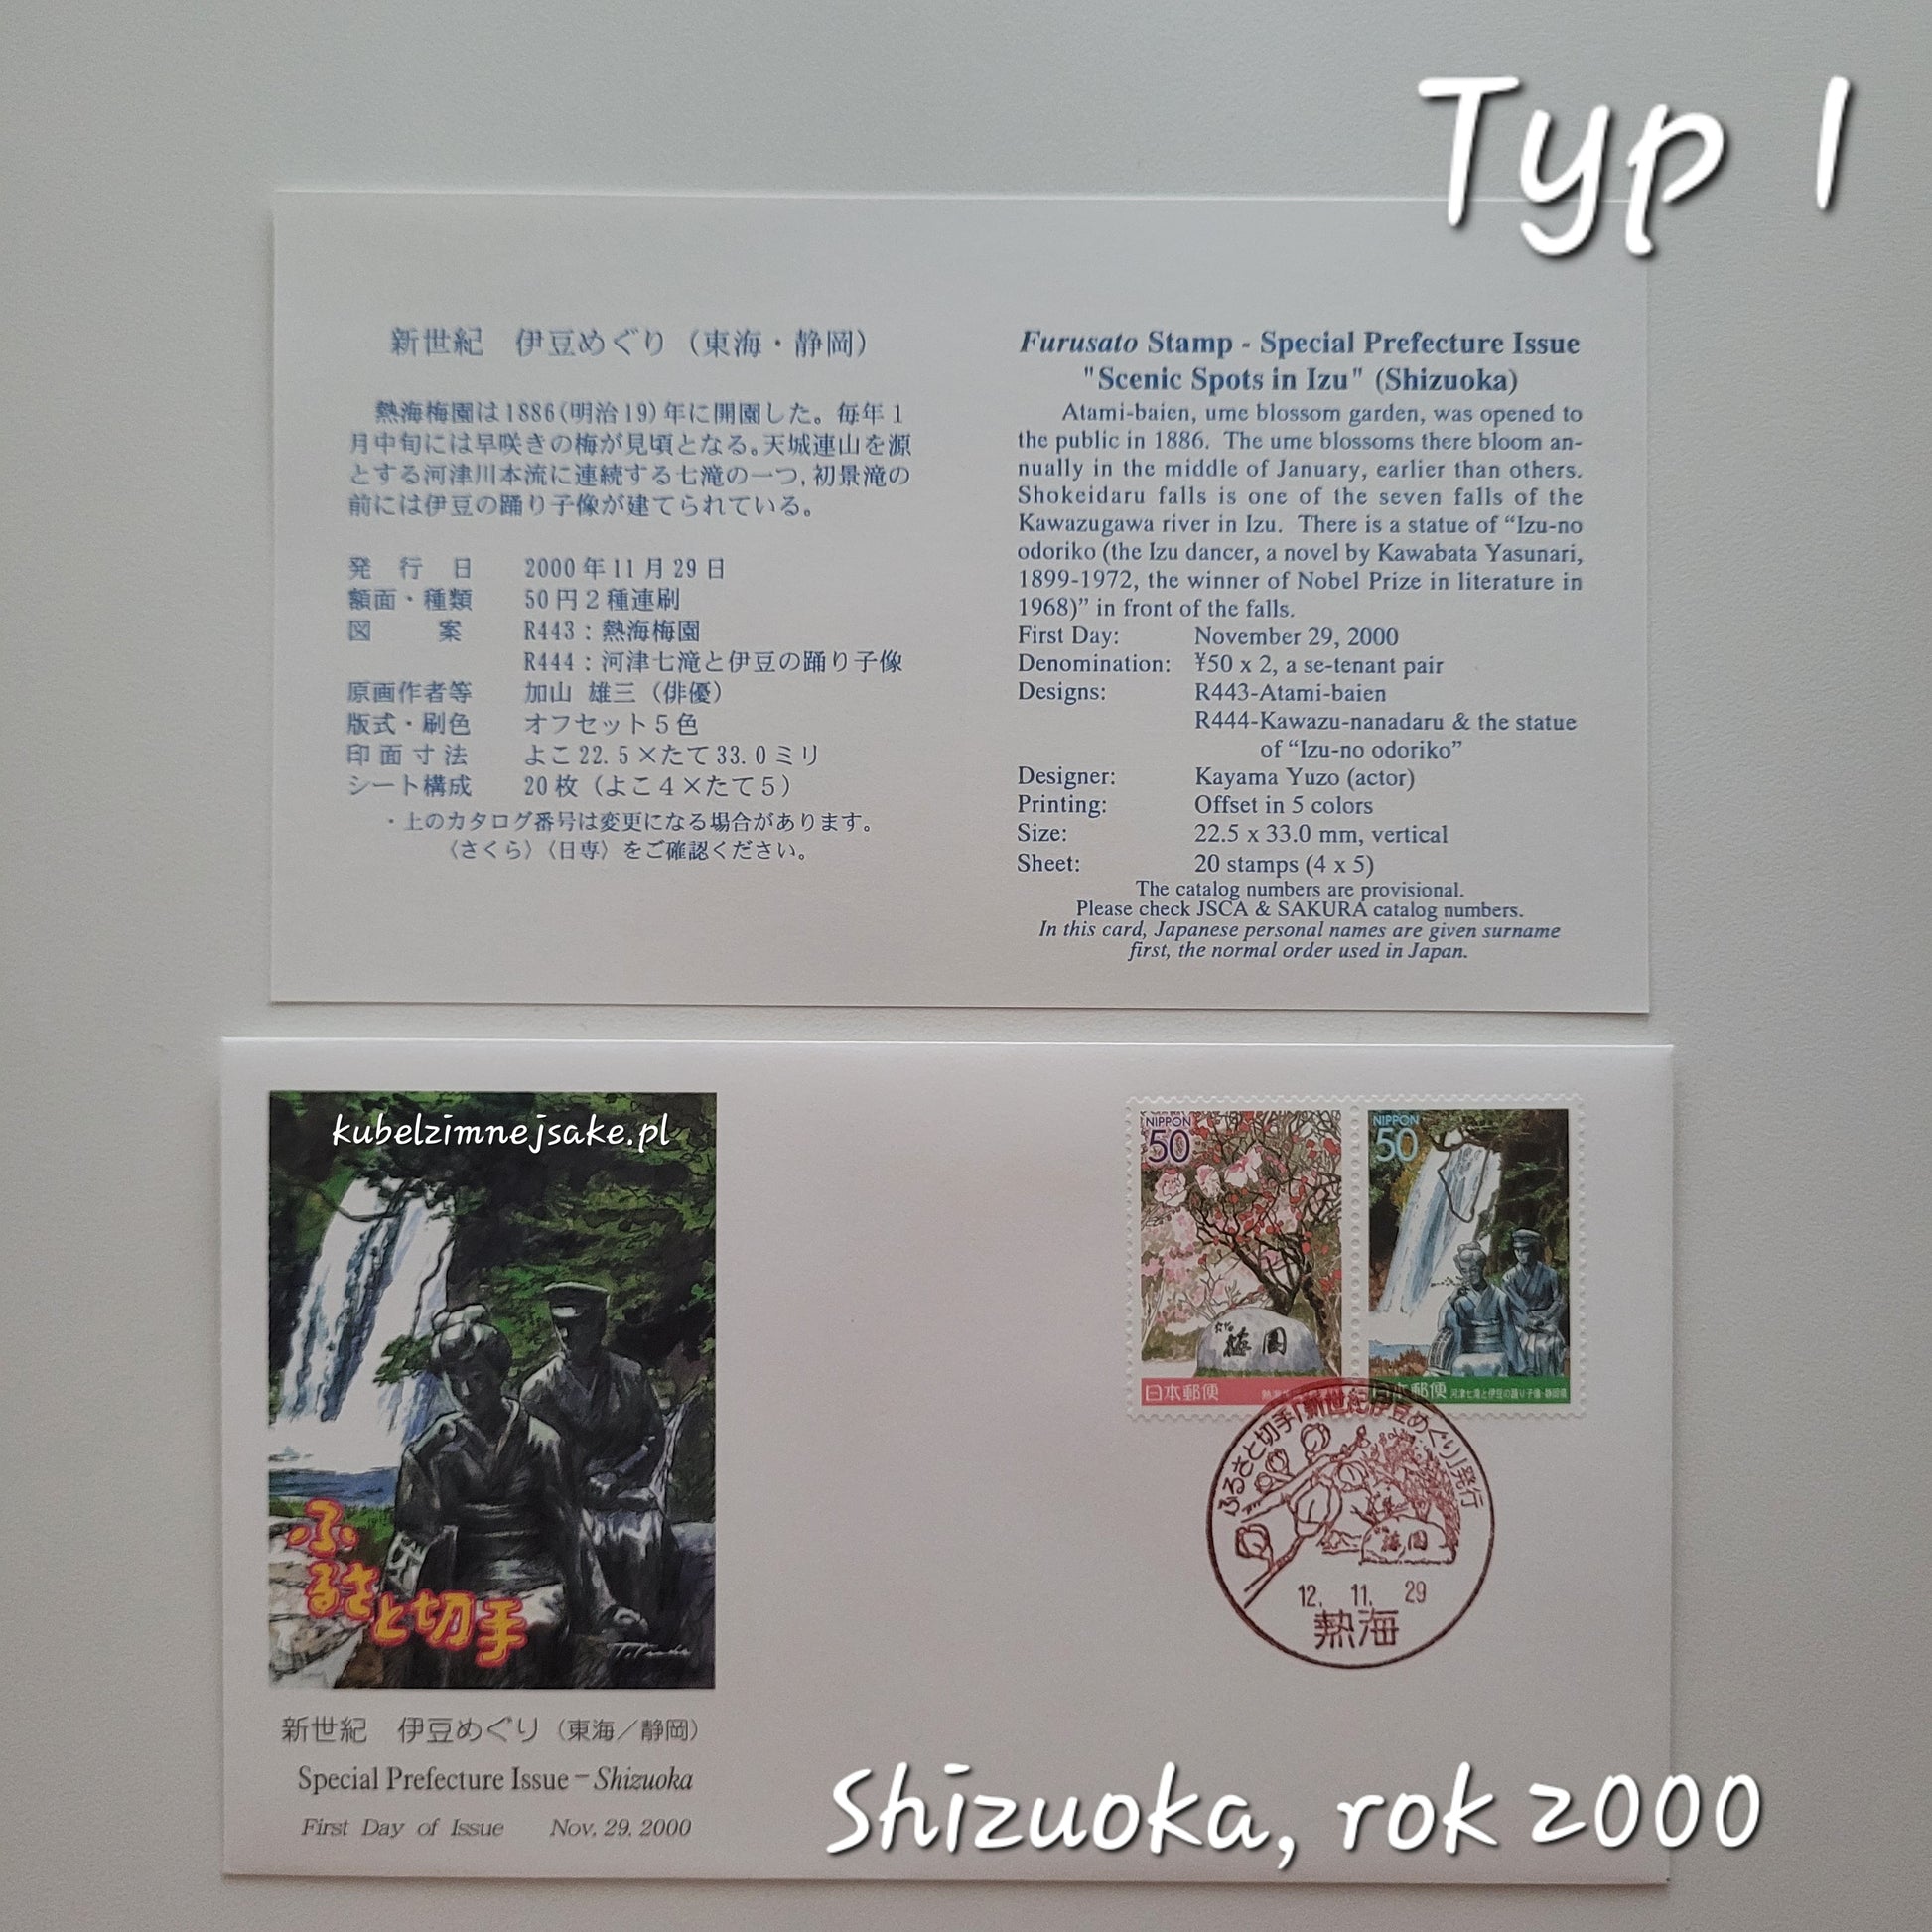 Typ 1
新世紀　伊豆めぐり（東海・静岡）
熱海梅園は1886(明治19)年に開園した。毎年1
月中旬には早咲きの梅が見頃となる。天城連山を源
とする河津川本流に連続する七滝の一つ,初景滝の
前には伊豆の踊り子像が建てられている。
発行日 2000年11月29日
額面・種類 50円2種連刷
図案 R443：熱海梅園
R444：河津七滝と伊豆の踊り子像
原画作者等 加山 雄三（俳優）
版式・刷色 オフセット5色
印面寸法 よこ22.5×たて33.0ミリ
シート構成 20枚（よこ4×たて5）
・上のカタログ番号は変更になる場合があります。
〈さくら〉〈日専〉をご確認ください。
Furusato Stamp - Special Prefecture Issue
"Scenic Spots in Izu" (Shizuoka)
Atami-baien, ume blossom garden, was opened to
the public in 1886. The ume blossoms there bloom an-
nually in the middle of January, earlier than others.
Shokeidaru falls is one of the seven falls of the
Kawazugawa river in Izu. There is a statue of “Izu-no
odoriko (the Izu dancer, a novel by Kawabata Yasunari,
1899-1972, the winner of Nobel Prize in literature in
1968)” in front of the falls.
First Day: November 29, 2000
Denomination: ¥50 x 2, a se-tenant pair
Designs: R443-Atami-baien
R444-Kawazu-nanadaru & the statue
of “Izu-no odoriko”
Designer: Kayama Yuzo (actor)
Printing: Offset in 5 colors
Size: 22.5 x 33.0 mm, vertical
Sheet: 20 stamps (4 x 5)
The catalog numbers are provisional.
Please check JSCA & SAKURA catalog numbers.
In this card, Japanese personal names are given surname
first, the normal order used in Japan.
kubelzimnejsake.pl
ふるさと切手
新世紀　伊豆めぐり（東海／静岡）
Special Prefecture Issue – Shizuoka
First Day of Issue Nov. 29. 2000
NIPPON
50
梅園
日本郵便
NIPPON
50
日本郵便 河津七滝と伊豆の踊り子像・静岡県
ふるさと切手「新世紀伊豆めぐり」発行
梅園
12. 11. 29
熱海
Shizuoka, rok 2000